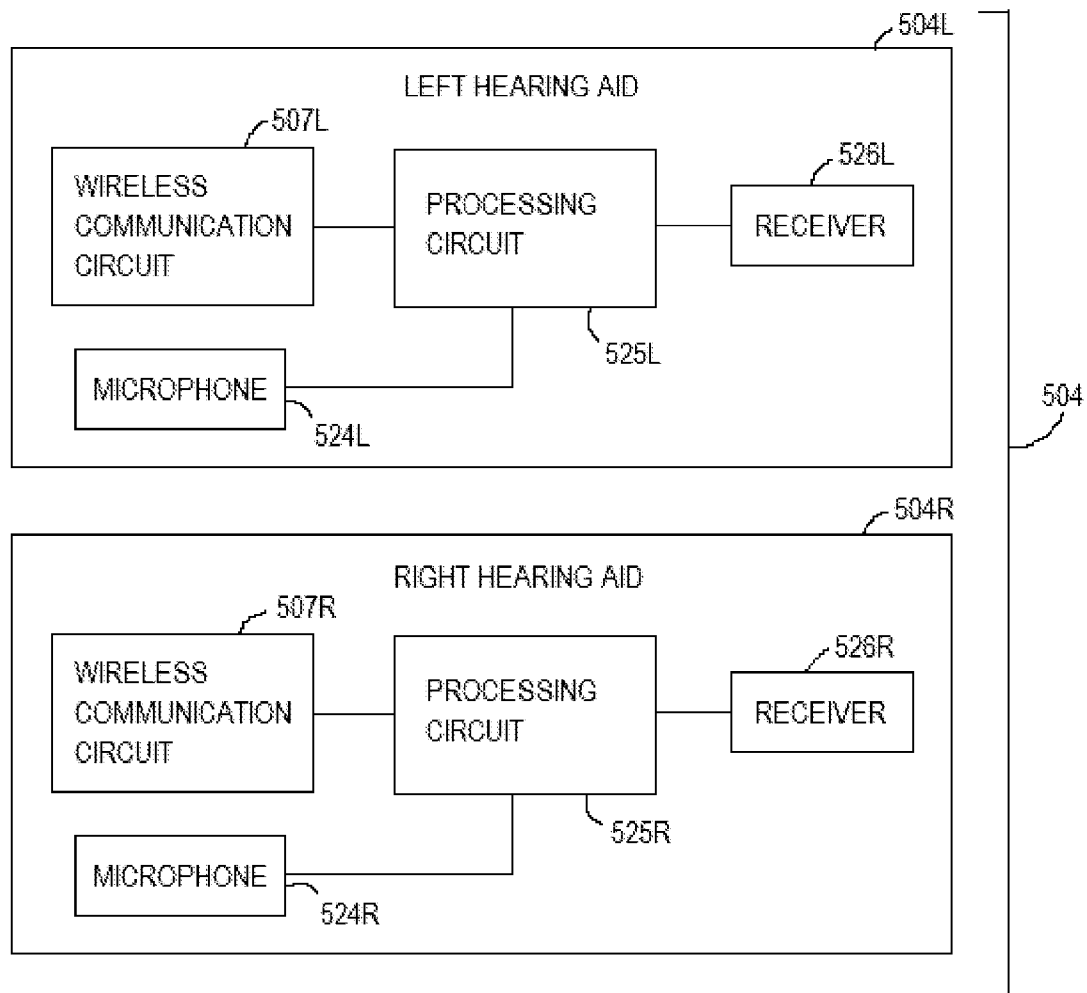 504L
LEFT HEARING AID
507L
WIRELESS
COMMUNICATION
CIRCUIT
PROCESSING
CIRCUIT
526L
RECEIVER
525L
MICROPHONE
524L
504
504R
RIGHT HEARING AID
507R
WIRELESS
COMMUNICATION
CIRCUIT
PROCESSING
CIRCUIT
526R
RECEIVER
525R
MICROPHONE
524R